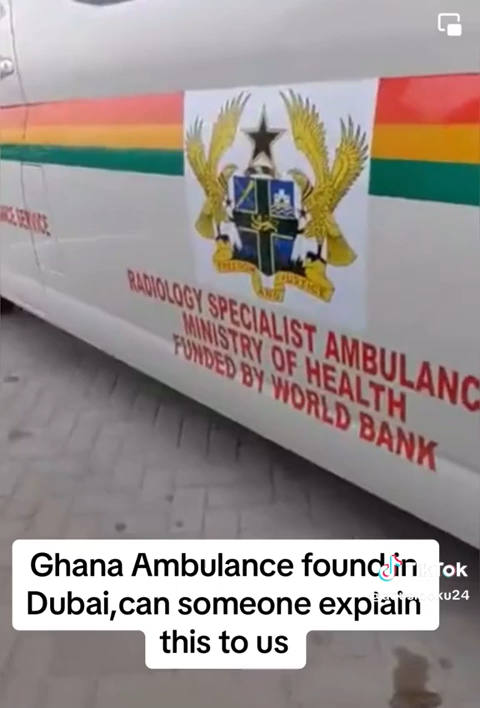 SERVICE
FREEDOM AND JUSTICE
RADIOLOGY SPECIALIST AMBULANC
MINISTRY OF HEALTH
FUNDED BY WORLD BANK
Ghana Ambulance found in
Dubai,can someone explain
this to us
TikTok